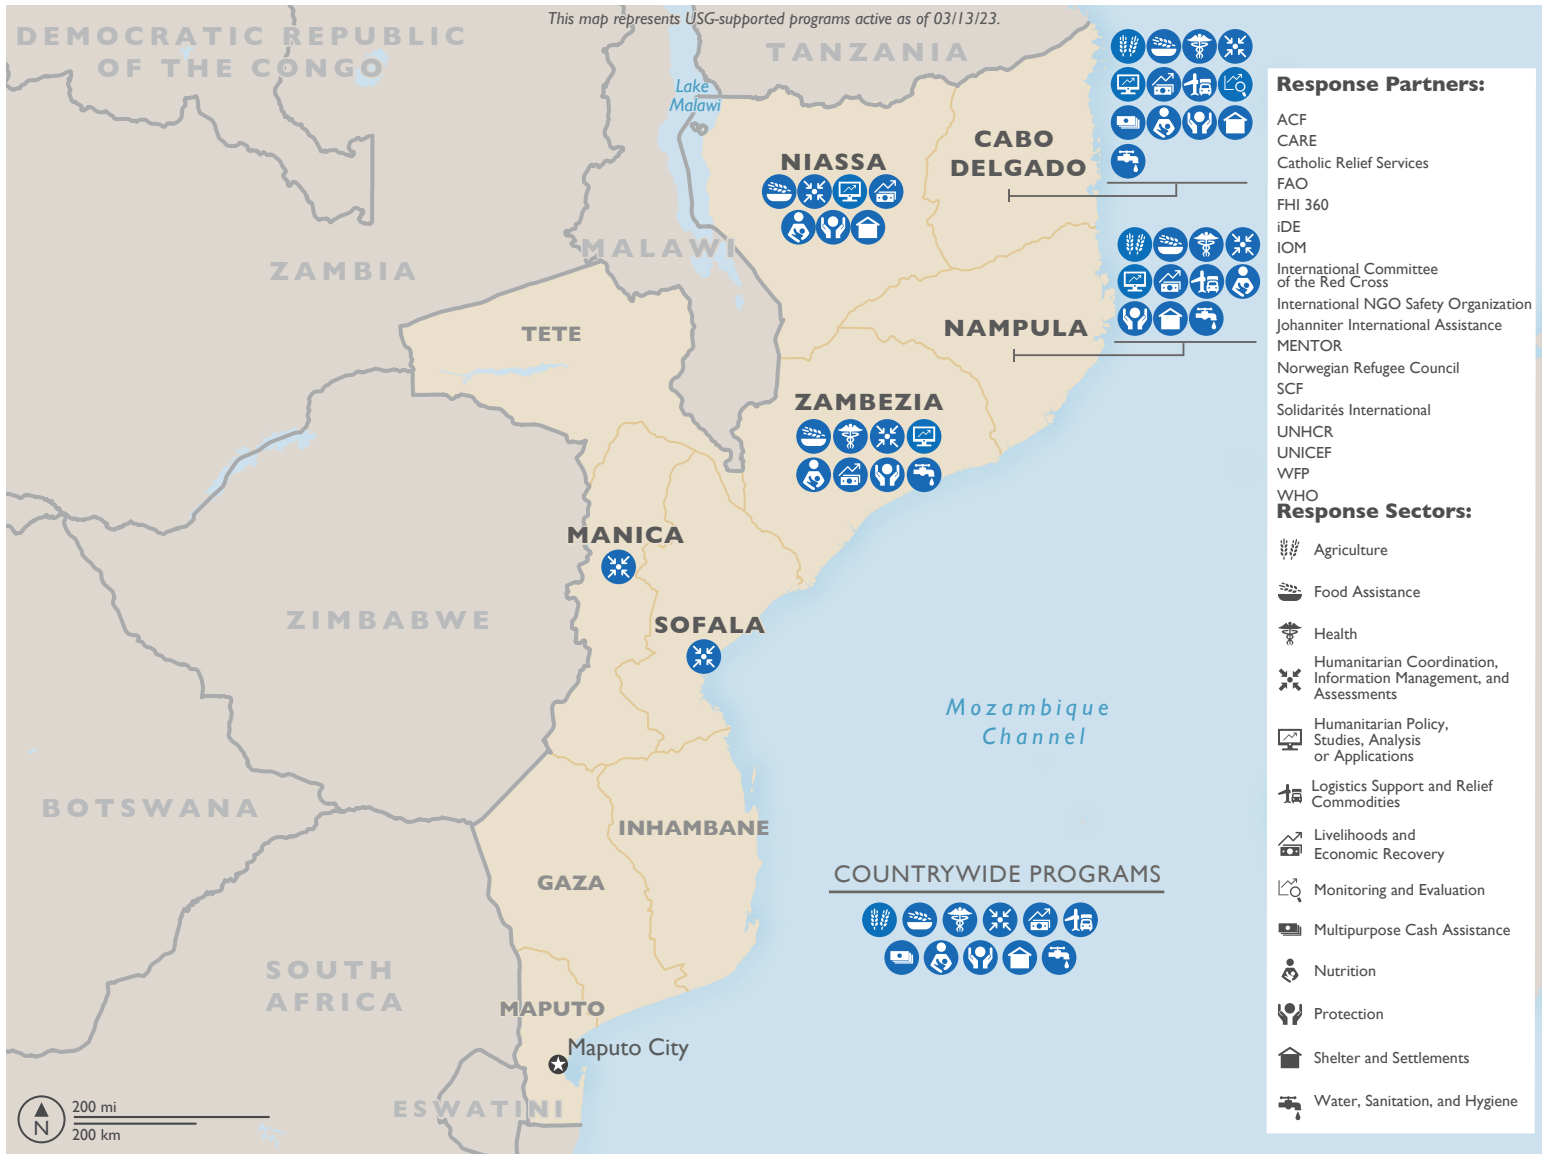 This map represents USG-supported programs active as of 03/13/23.
DEMOCRATIC REPUBLIC
OF THE CONGO
TANZANIA
Lake
Malawi
CABO
DELGADO
NIASSA
MALAWI
ZAMBIA
TETE
NAMPULA
ZAMBEZIA
MANICA
ZIMBABWE
SOFALA
Mozambique
Channel
BOTSWANA
INHAMBANE
GAZA
COUNTRYWIDE PROGRAMS
SOUTH
AFRICA
MAPUTO
Maputo City
ESWATINI
N
200 mi
200 km
Response Partners:
ACF
CARE
Catholic Relief Services
FAO
FHI 360
iDE
IOM
International Committee
of the Red Cross
International NGO Safety Organization
Johanniter International Assistance
MENTOR
Norwegian Refugee Council
SCF
Solidarités International
UNHCR
UNICEF
WFP
WHO
Response Sectors:
Agriculture
Food Assistance
Health
Humanitarian Coordination,
Information Management, and
Assessments
Humanitarian Policy,
Studies, Analysis
or Applications
Logistics Support and Relief
Commodities
Livelihoods and
Economic Recovery
Monitoring and Evaluation
Multipurpose Cash Assistance
Nutrition
Protection
Shelter and Settlements
Water, Sanitation, and Hygiene